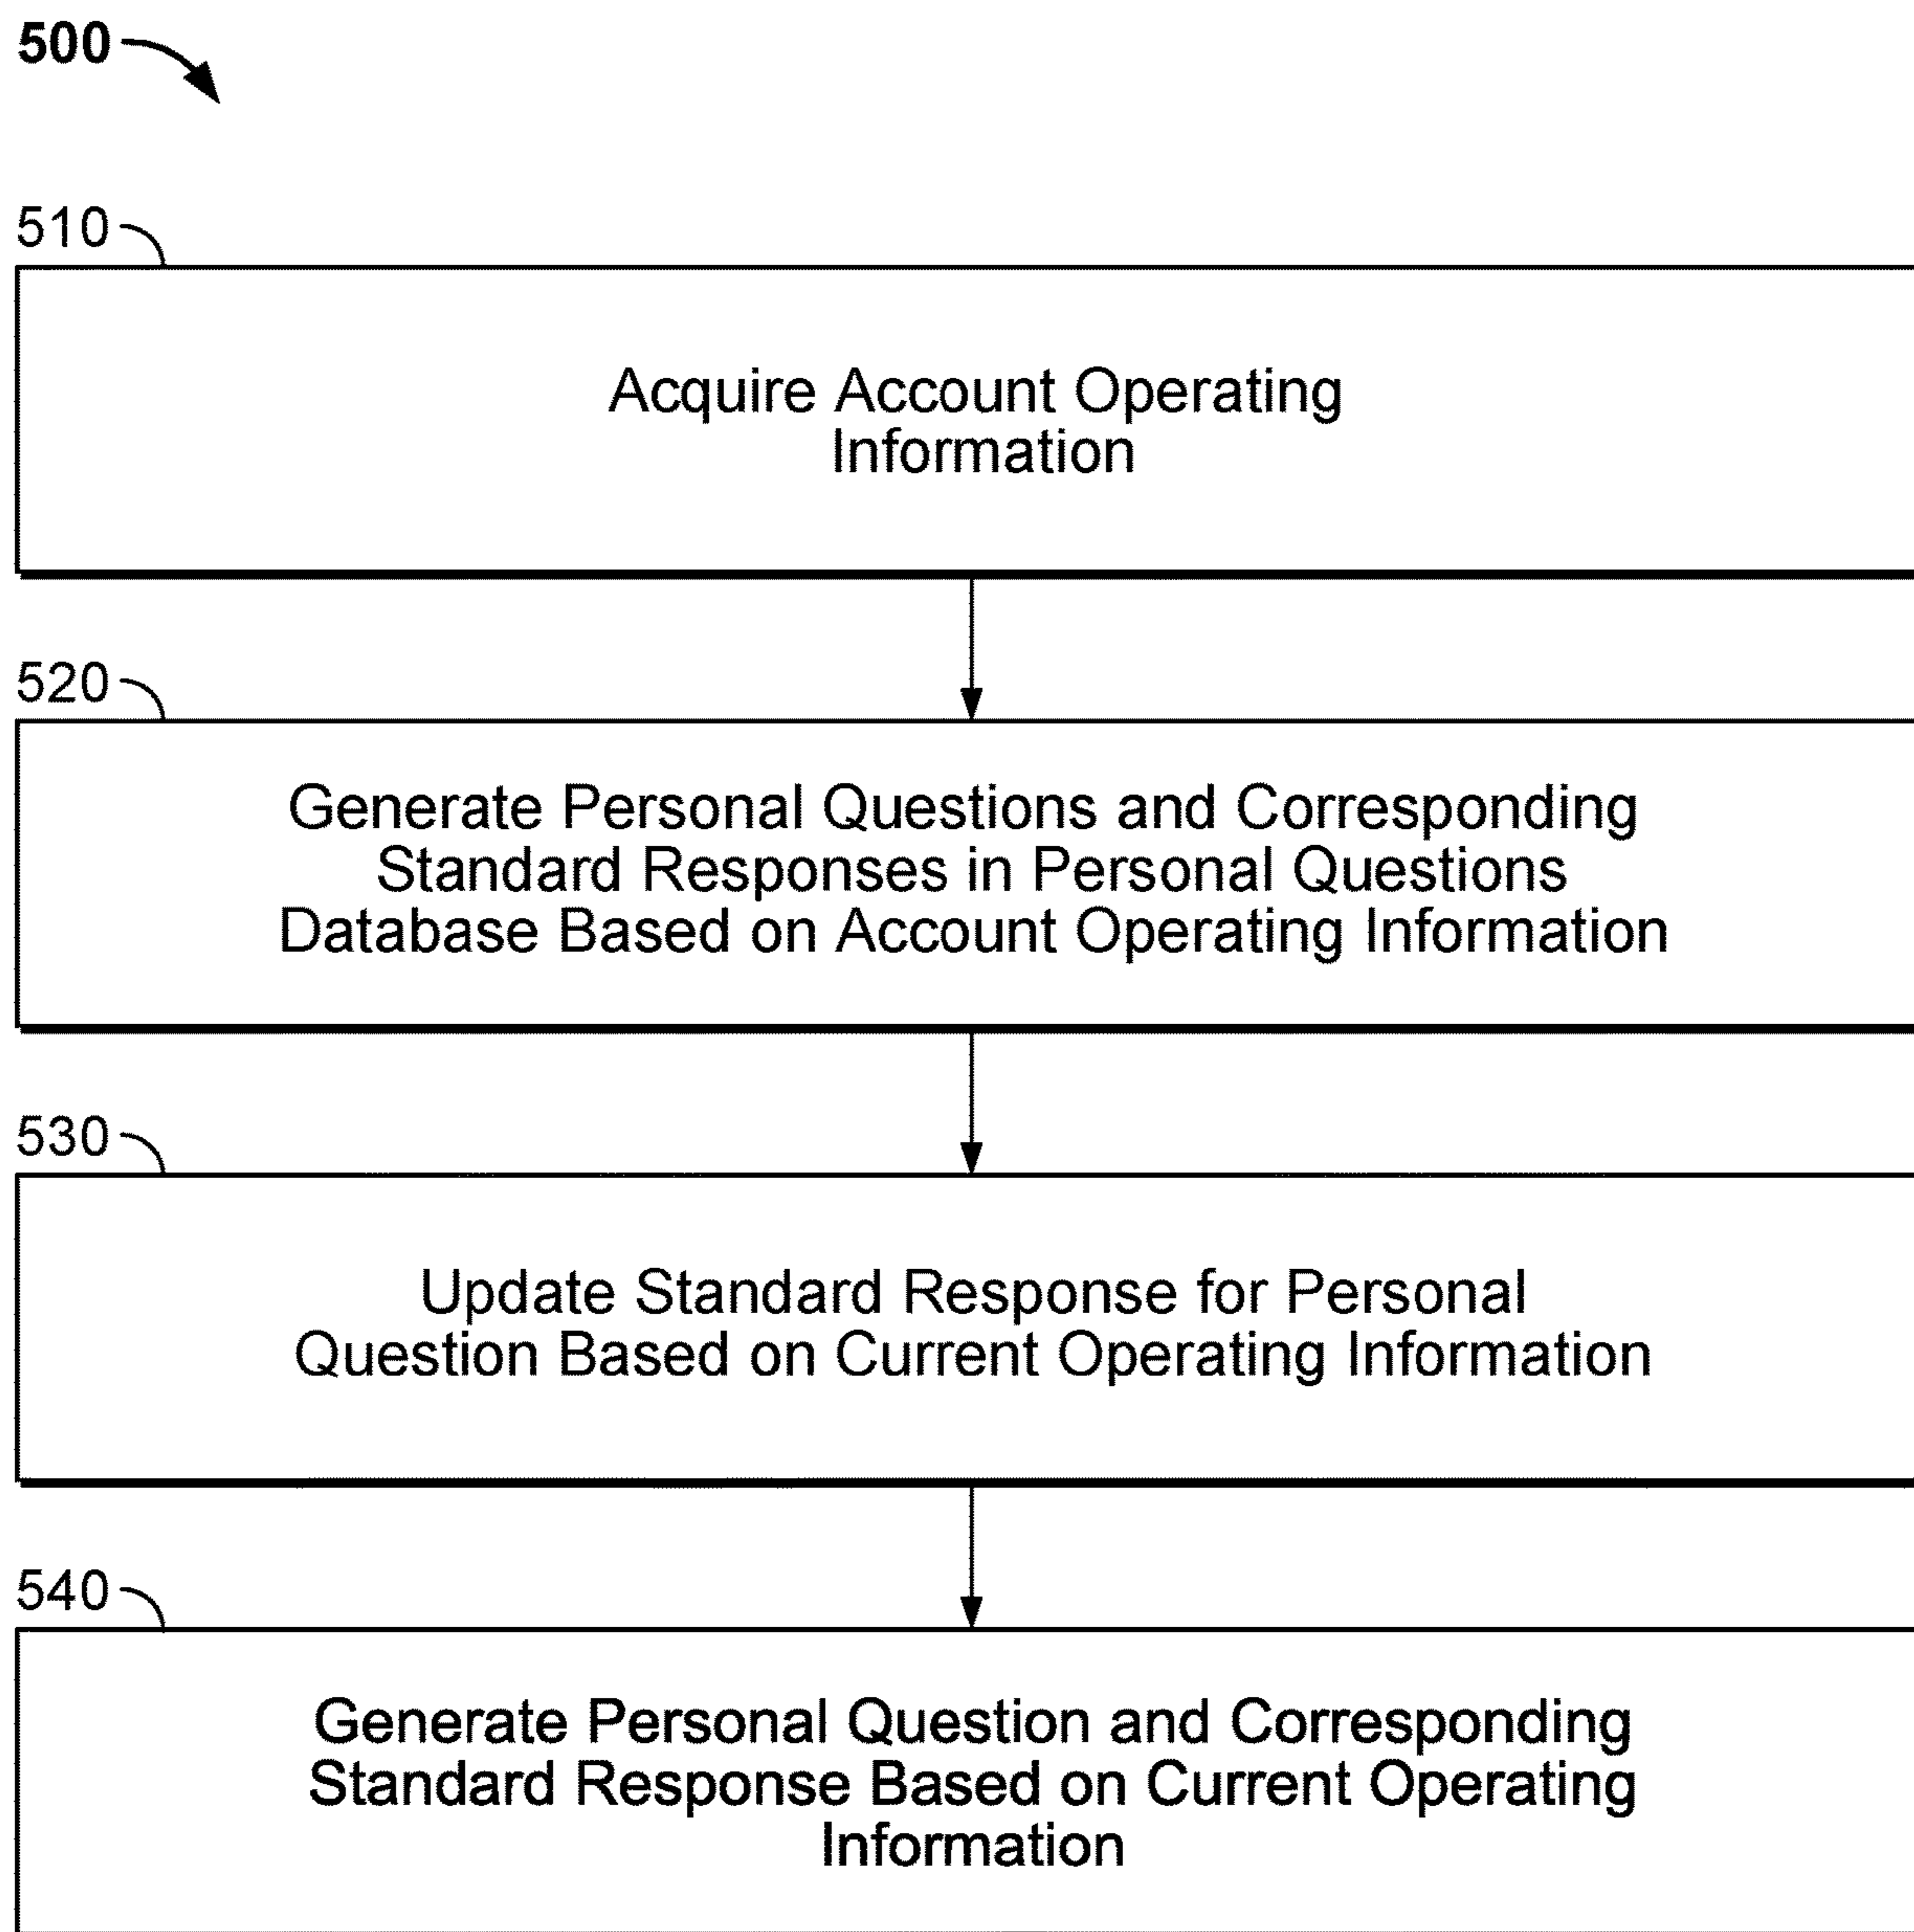 500
510
Acquire Account Operating
Information
520
Generate Personal Questions and Corresponding
Standard Responses in Personal Questions
Database Based on Account Operating Information
530
Update Standard Response for Personal
Question Based on Current Operating Information
540
Generate Personal Question and Corresponding
Standard Response Based on Current Operating
Information